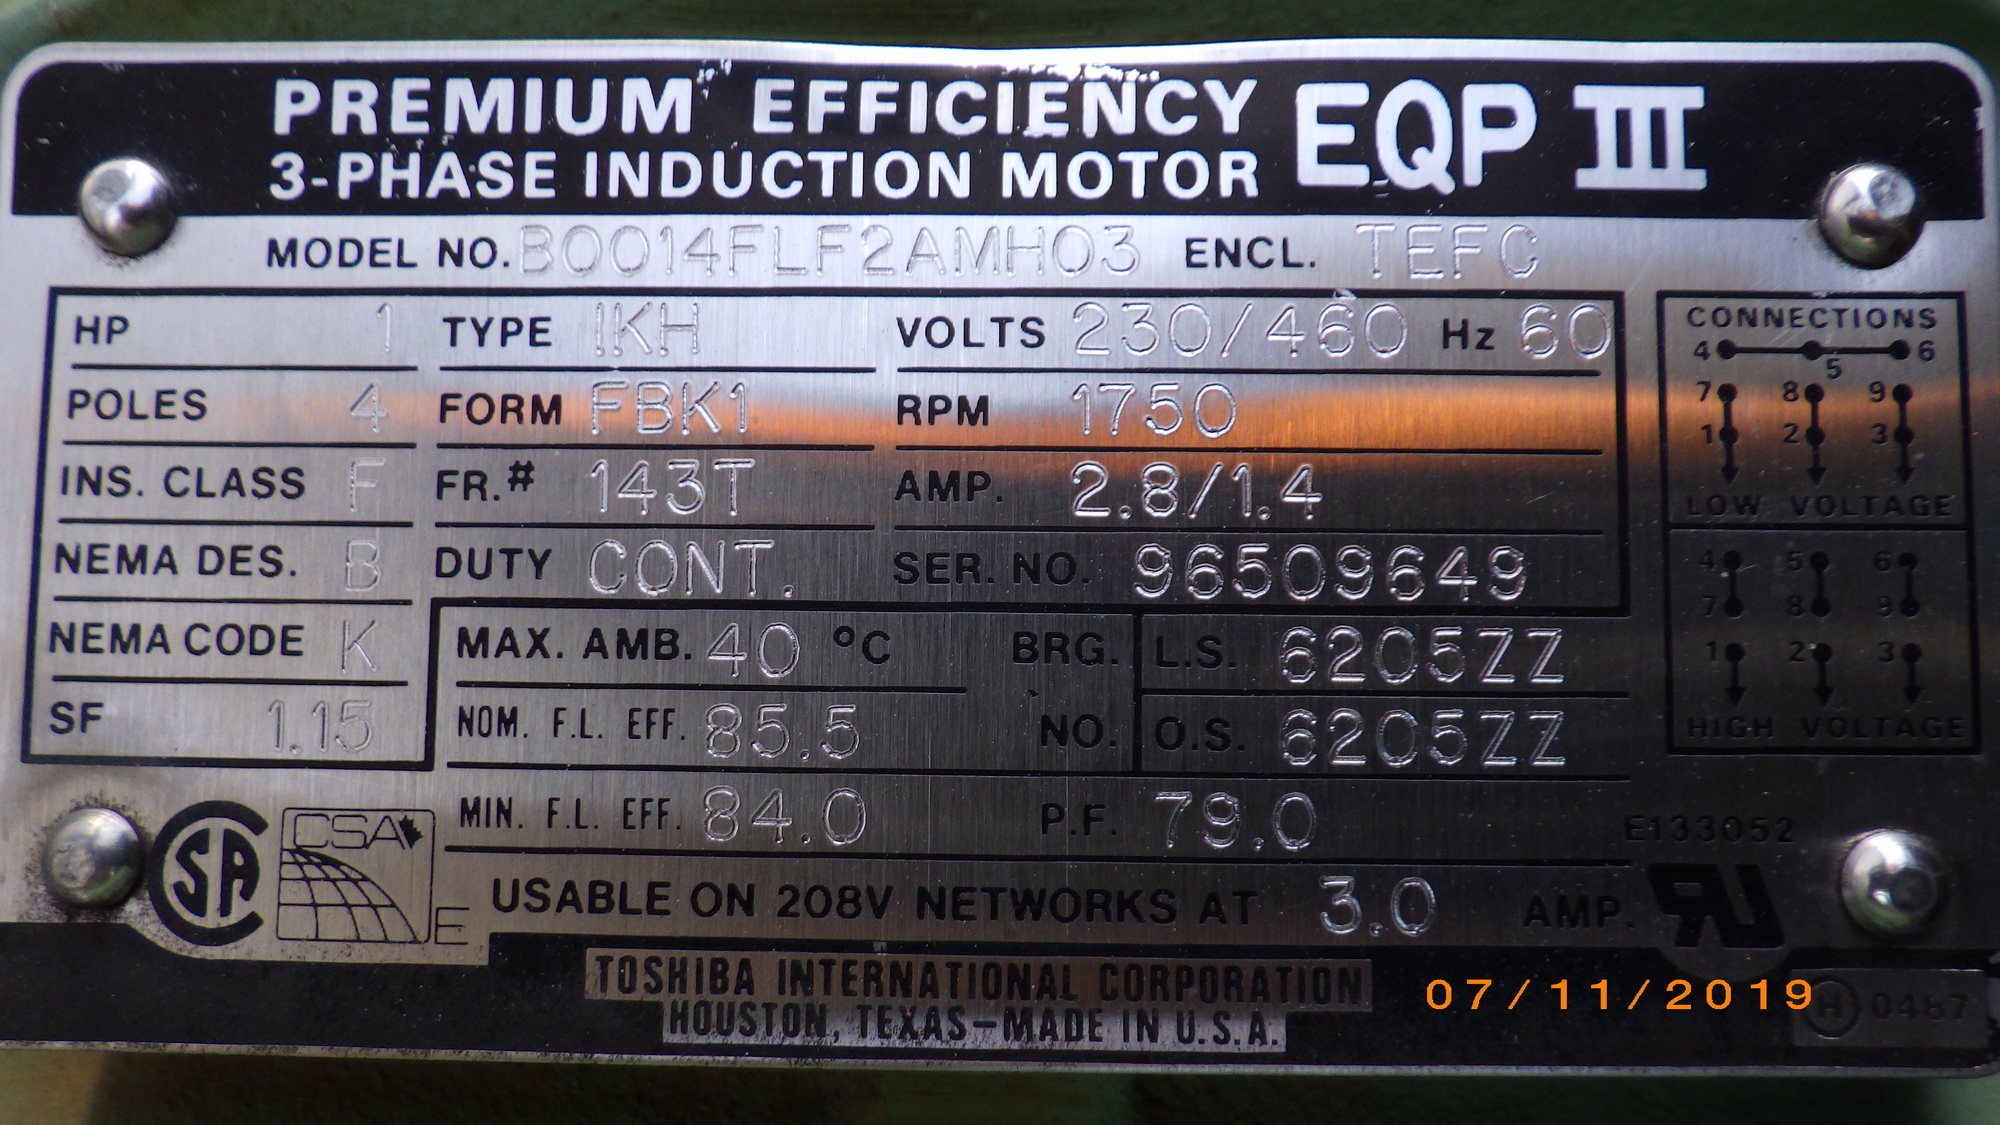 PREMIUM EFFICIENCY EQP III
3-PHASE INDUCTION MOTOR
MODEL NO. B0014FLF2AMH03 ENCL. TEFC
HP 1 TYPE IKH VOLTS 230/460 Hz 60
POLES 4 FORM FBK1 RPM 1750
INS. CLASS F FR.# 143T AMP. 2.8/1.4
NEMA DES. B DUTY CONT. SER. NO. 96509649
NEMA CODE K MAX. AMB. 40 °C BRG. L.S. 6205ZZ
SF 1.15 NOM. F.L. EFF. 85.5 NO. O.S. 6205ZZ
MIN. F.L. EFF. 84.0 P.F. 79.0
USABLE ON 208V NETWORKS AT 3.0 AMP.
CONNECTIONS
4 5 6
7 8 9
1 2 3
LOW VOLTAGE
4 5 6
7 8 9
1 2 3
HIGH VOLTAGE
E133052
SA
CSA
E
RU
TOSHIBA INTERNATIONAL CORPORATION
HOUSTON, TEXAS-MADE IN U.S.A.
H 0487
07/11/2019